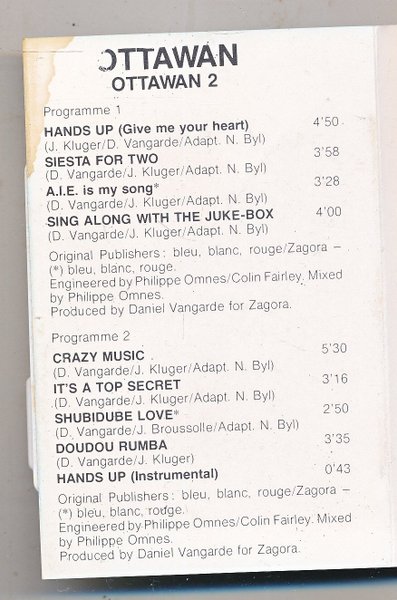 OTTAWAN
OTTAWAN 2
Programme 1
HANDS UP (Give me your heart) 4'50
(J. Kluger/D. Vangarde/Adapt. N. Byl)
SIESTA FOR TWO 3'58
(D. Vangarde/J. Kluger/Adapt. N. Byl)
A.I.E. is my song* 3'28
(D. Vangarde/J. Kluger/Adapt. N. Byl)
SING ALONG WITH THE JUKE-BOX 4'00
(D. Vangarde/J. Kluger/Adapt. N. Byl)
Original Publishers: bleu, blanc, rouge/Zagora –
(*) bleu, blanc, rouge.
Engineered by Philippe Omnes/Colin Fairley. Mixed
by Philippe Omnes.
Produced by Daniel Vangarde for Zagora.
Programme 2
CRAZY MUSIC 5'30
(D. Vangarde/J. Kluger/Adapt. N. Byl)
IT'S A TOP SECRET 3'16
(D. Vangarde/J. Kluger/Adapt. N. Byl)
SHUBIDUBE LOVE* 2'50
(D. Vangarde/J. Broussolle/Adapt. N. Byl)
DOUDOU RUMBA 3'35
(D. Vangarde/J. Kluger)
HANDS UP (Instrumental) 0'43
Original Publishers: bleu, blanc, rouge/Zagora –
(*) bleu, blanc, rouge.
Engineered by Philippe Omnes/Colin Fairley. Mixed
by Philippe Omnes.
Produced by Daniel Vangarde for Zagora.